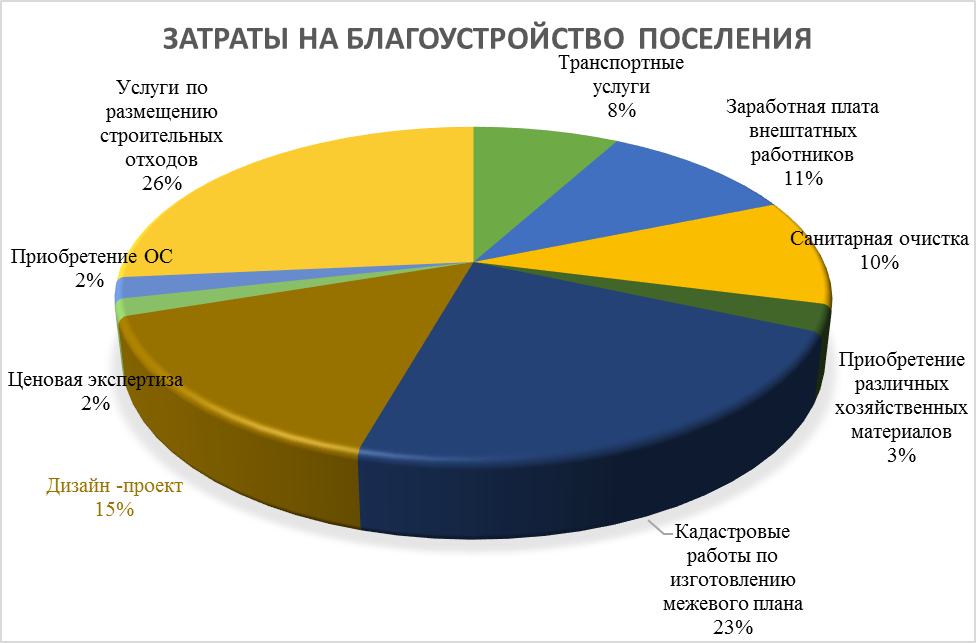 ЗАТРАТЫ НА БЛАГОУСТРОЙСТВО ПОСЕЛЕНИЯ
Транспортные
услуги
8%
Заработная плата
внештатных
работников
11%
Санитарная очистка
10%
Приобретение
различных
хозяйственных
материалов
3%
Кадастровые
работы по
изготовлению
межевого плана
23%
Дизайн -проект
15%
Ценовая экспертиза
2%
Приобретение ОС
2%
Услуги по
размещению
строительных
отходов
26%